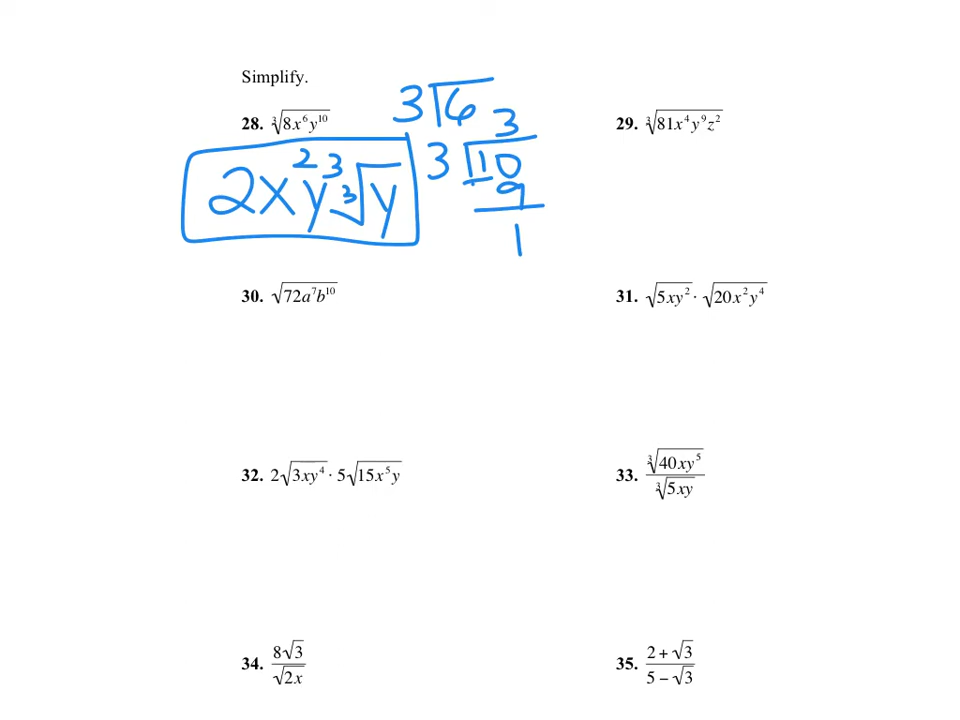 Simplify.
28. ∛(8x⁶y¹⁰)
3√6
3
3√10
9
1
2x²y³ ∛y
29. ∛(81x⁴y⁹z²)
30. √(72a⁷b¹⁰)
31. √(5xy²) · √(20x²y⁴)
32. 2√(3xy⁴) · 5√(15x⁵y)
33. ∛(40xy⁵) / ∛(5xy)
34. 8√3 / √(2x)
35. (2 + √3) / (5 − √3)